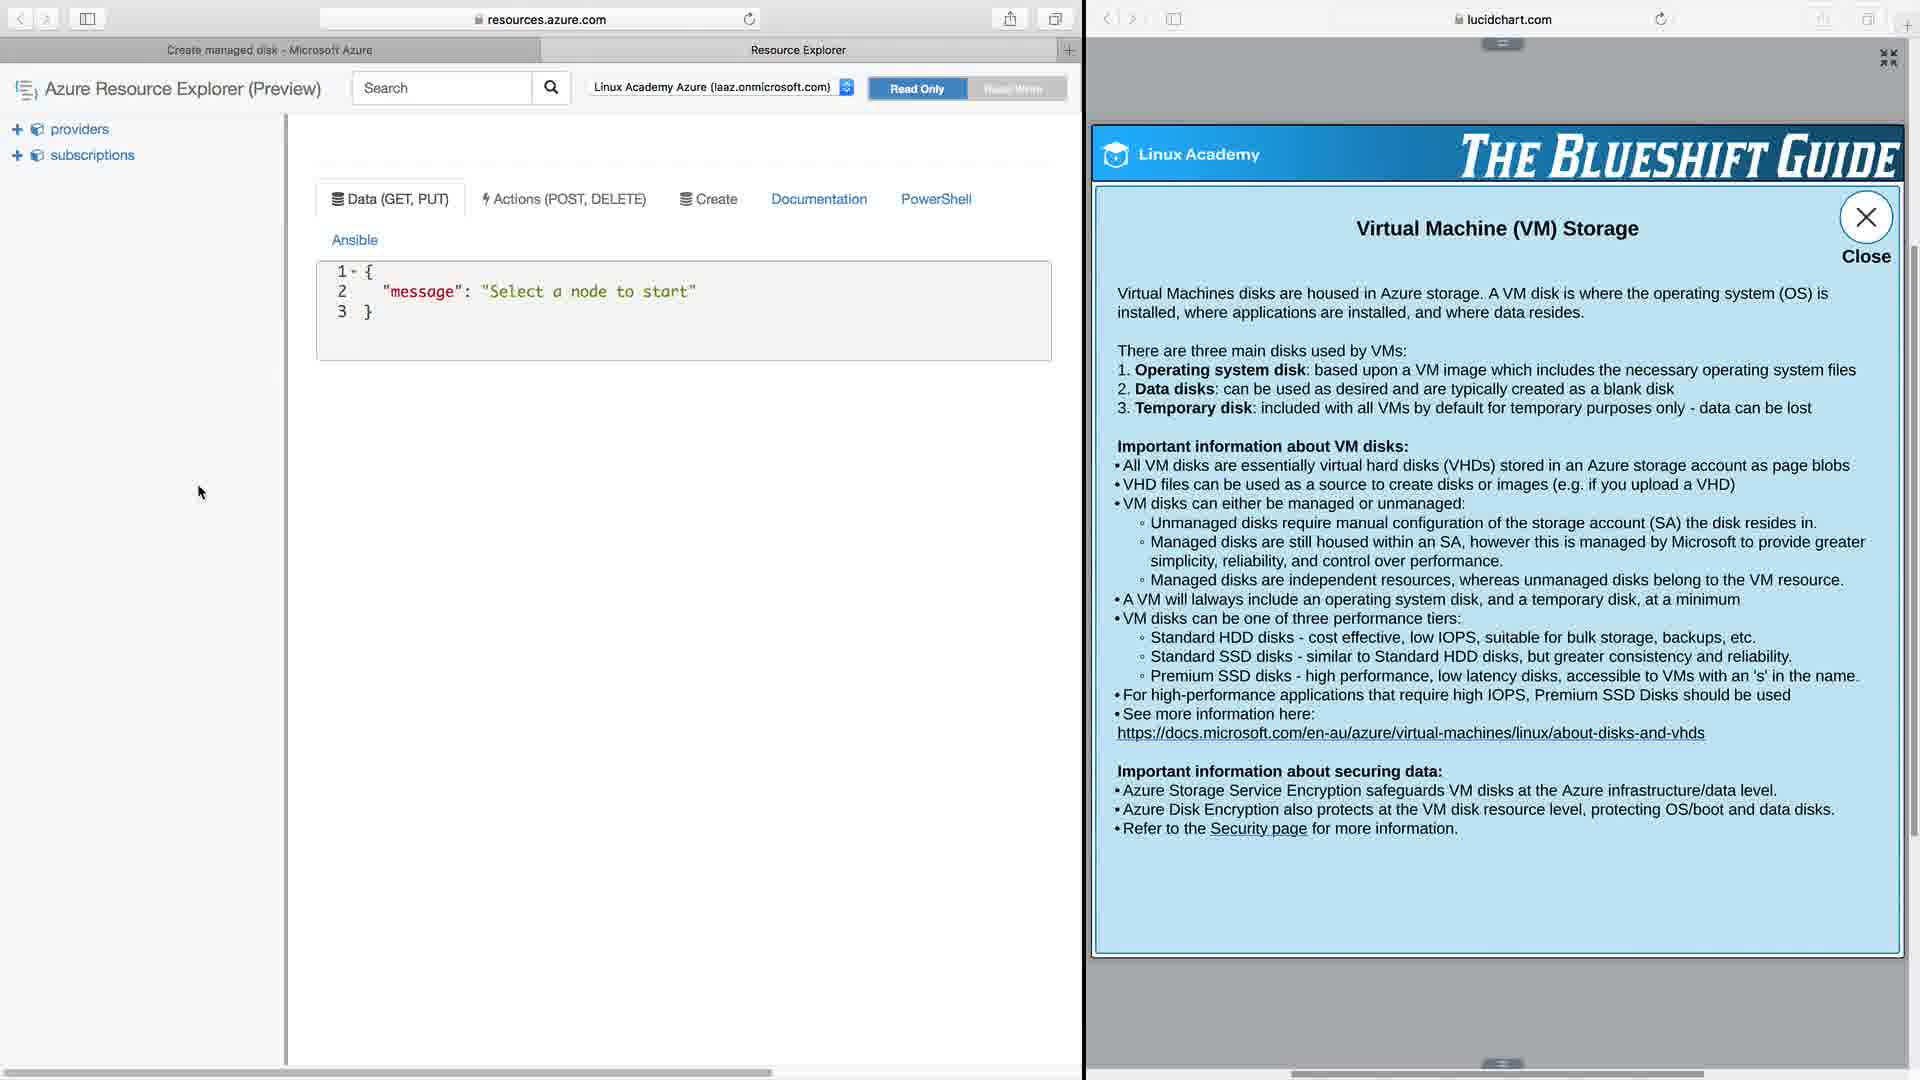 resources.azure.com
Create managed disk - Microsoft Azure
Resource Explorer
Azure Resource Explorer (Preview)
Search
Linux Academy Azure (laaz.onmicrosoft.com)
Read Only
Read/Write
providers
subscriptions
Data (GET, PUT)
Actions (POST, DELETE)
Create
Documentation
PowerShell
Ansible
1 {
2 "message": "Select a node to start"
3 }
lucidchart.com
Linux Academy
THE BLUESHIFT GUIDE
Virtual Machine (VM) Storage
Close
Virtual Machines disks are housed in Azure storage. A VM disk is where the operating system (OS) is
installed, where applications are installed, and where data resides.
There are three main disks used by VMs:
1. Operating system disk: based upon a VM image which includes the necessary operating system files
2. Data disks: can be used as desired and are typically created as a blank disk
3. Temporary disk: included with all VMs by default for temporary purposes only - data can be lost
Important information about VM disks:
• All VM disks are essentially virtual hard disks (VHDs) stored in an Azure storage account as page blobs
• VHD files can be used as a source to create disks or images (e.g. if you upload a VHD)
• VM disks can either be managed or unmanaged:
◦ Unmanaged disks require manual configuration of the storage account (SA) the disk resides in.
◦ Managed disks are still housed within an SA, however this is managed by Microsoft to provide greater
simplicity, reliability, and control over performance.
◦ Managed disks are independent resources, whereas unmanaged disks belong to the VM resource.
• A VM will lalways include an operating system disk, and a temporary disk, at a minimum
• VM disks can be one of three performance tiers:
◦ Standard HDD disks - cost effective, low IOPS, suitable for bulk storage, backups, etc.
◦ Standard SSD disks - similar to Standard HDD disks, but greater consistency and reliability.
◦ Premium SSD disks - high performance, low latency disks, accessible to VMs with an 's' in the name.
• For high-performance applications that require high IOPS, Premium SSD Disks should be used
• See more information here:
https://docs.microsoft.com/en-au/azure/virtual-machines/linux/about-disks-and-vhds
Important information about securing data:
• Azure Storage Service Encryption safeguards VM disks at the Azure infrastructure/data level.
• Azure Disk Encryption also protects at the VM disk resource level, protecting OS/boot and data disks.
• Refer to the Security page for more information.